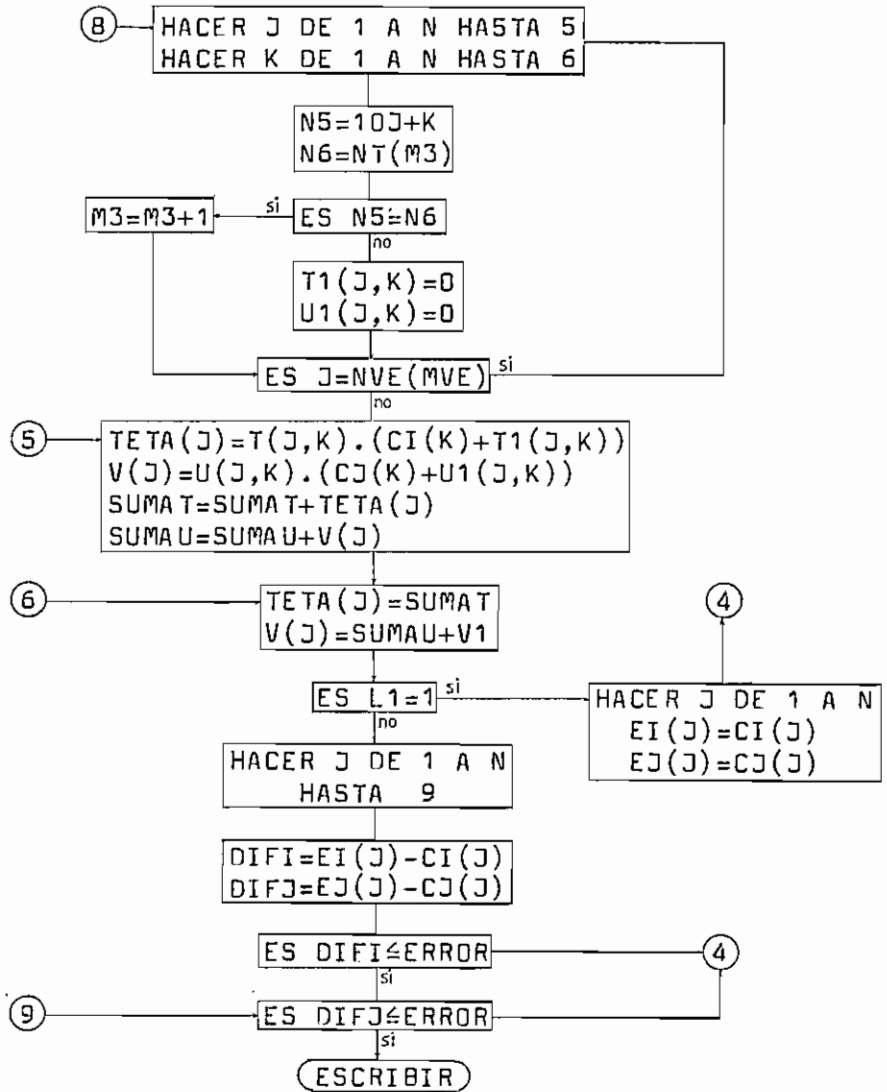 8
HACER J DE 1 A N HASTA 5
HACER K DE 1 A N HASTA 6
N5=10J+K
N6=NT(M3)
M3=M3+1
si
ES N5=N6
no
T1(J,K)=0
U1(J,K)=0
ES J=NVE(MVE)
si
no
5
TETA(J)=T(J,K).(CI(K)+T1(J,K))
V(J)=U(J,K).(CJ(K)+U1(J,K))
SUMAT=SUMAT+TETA(J)
SUMAU=SUMAU+V(J)
6
TETA(J)=SUMAT
V(J)=SUMAU+V1
4
ES L1=1
si
no
HACER J DE 1 A N
EI(J)=CI(J)
EJ(J)=CJ(J)
HACER J DE 1 A N
HASTA 9
DIFI=EI(J)-CI(J)
DIFJ=EJ(J)-CJ(J)
ES DIFI≤ERROR
4
si
9
ES DIFJ≤ERROR
si
ESCRIBIR